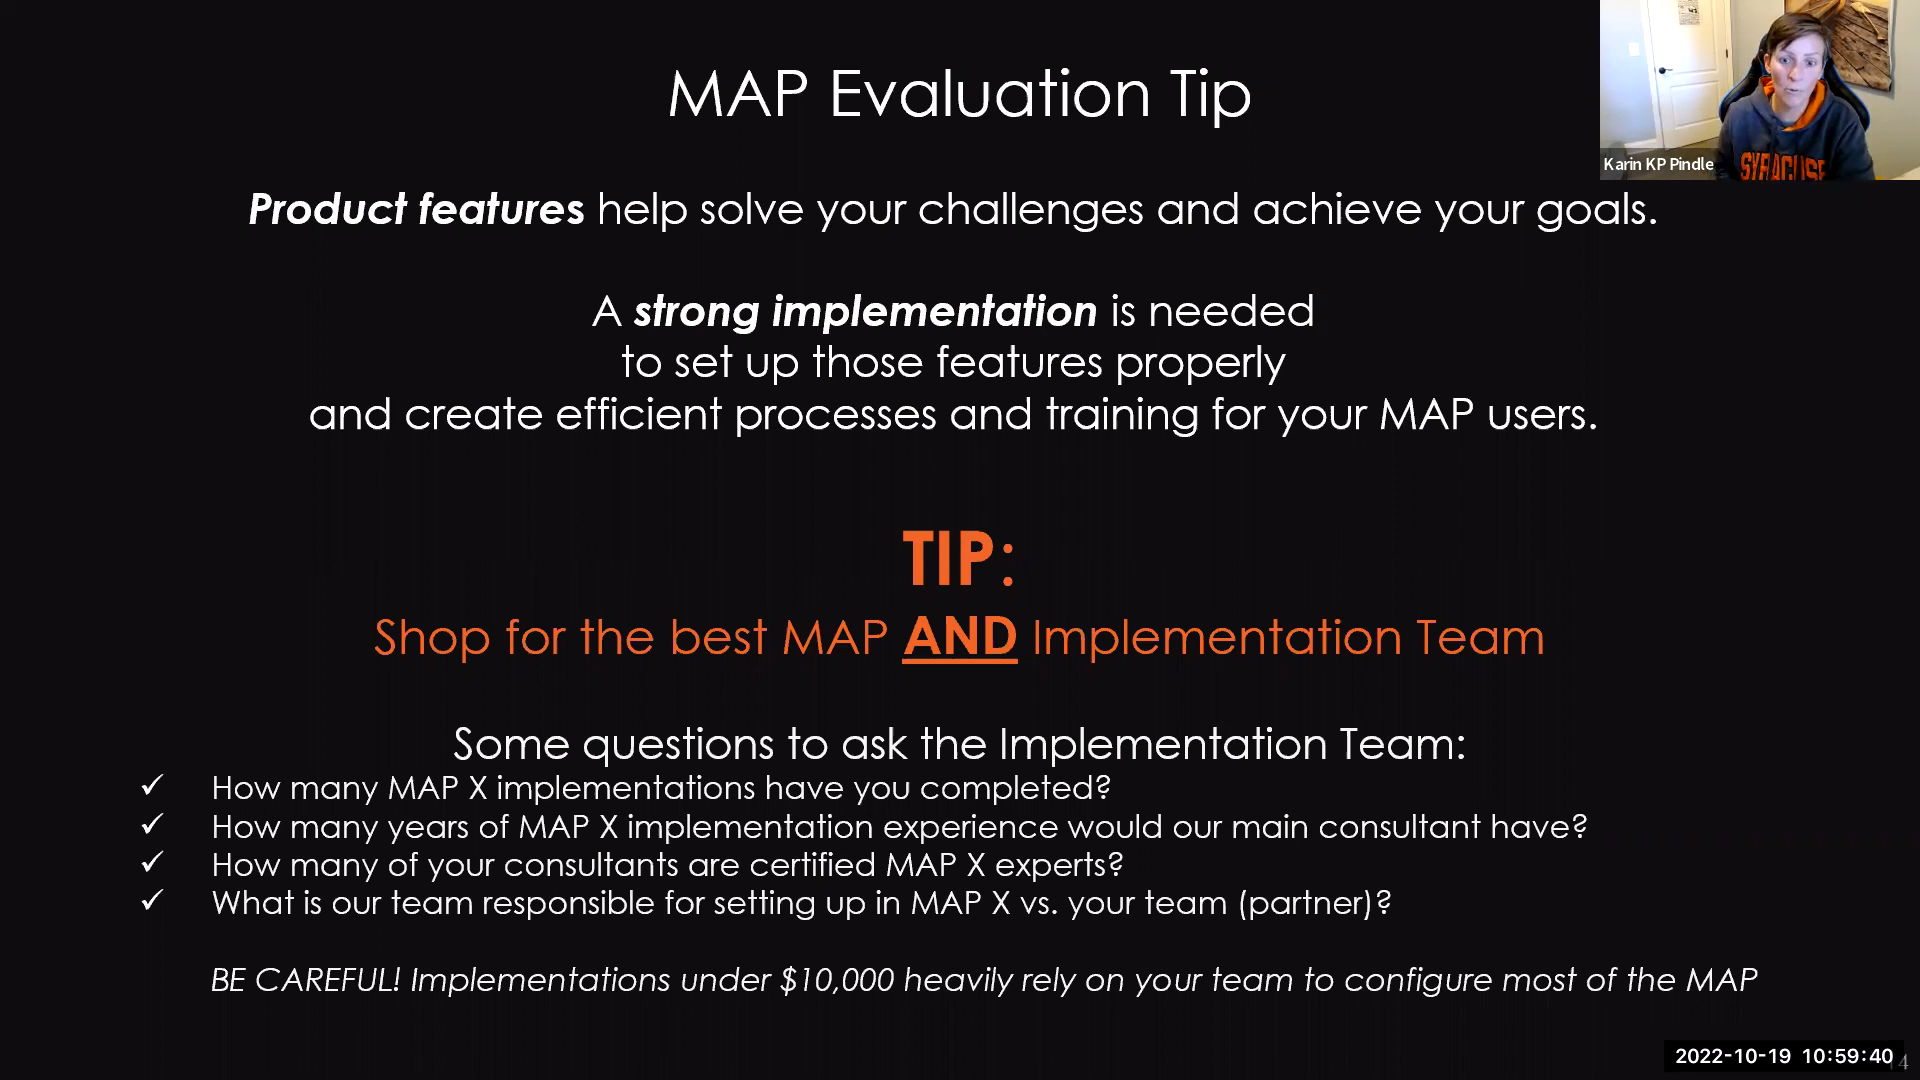 MAP Evaluation Tip
Karin KP Pindle
SYRACUSE
Product features help solve your challenges and achieve your goals.
A strong implementation is needed
to set up those features properly
and create efficient processes and training for your MAP users.
TIP:
Shop for the best MAP AND Implementation Team
Some questions to ask the Implementation Team:
✓ How many MAP X implementations have you completed?
✓ How many years of MAP X implementation experience would our main consultant have?
✓ How many of your consultants are certified MAP X experts?
✓ What is our team responsible for setting up in MAP X vs. your team (partner)?
BE CAREFUL! Implementations under $10,000 heavily rely on your team to configure most of the MAP
2022-10-19 10:59:40